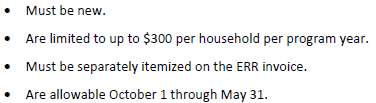 • Must be new.
• Are limited to up to $300 per household per program year.
• Must be separately itemized on the ERR invoice.
• Are allowable October 1 through May 31.